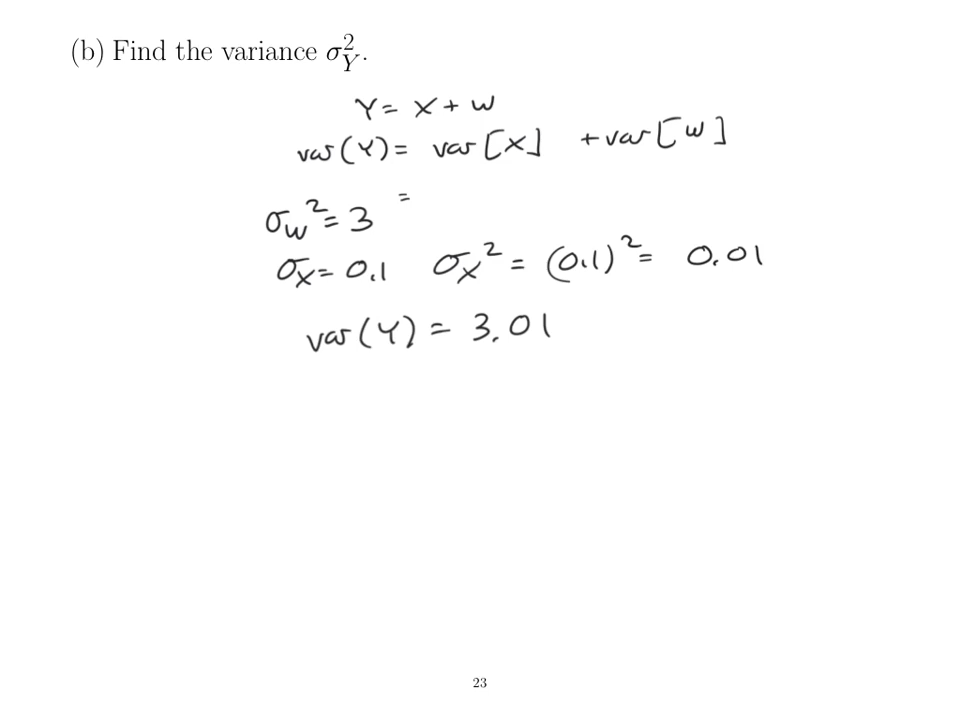 (b) Find the variance σ²_Y.
Y = X + W
var(Y) = var[X] + var[W]
=
σ_W² = 3
σ_X = 0.1 σ_X² = (0.1)² = 0.01
var(Y) = 3.01
23